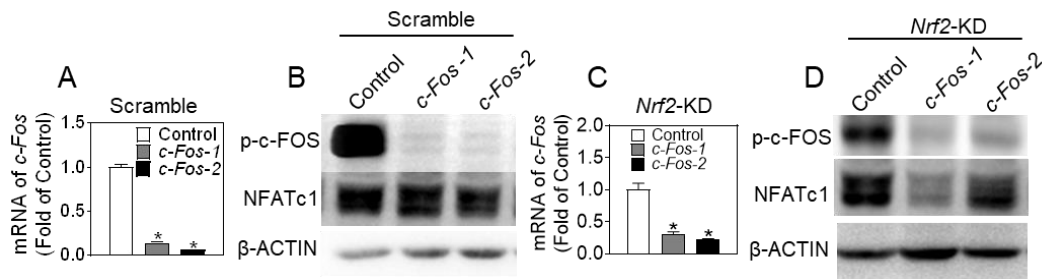 A
Scramble
mRNA of c-Fos
(Fold of Control)
1.5
1.0
0.5
0.0
Control
c-Fos-1
c-Fos-2
*
*
B
Scramble
Control
c-Fos-1
c-Fos-2
p-c-FOS
NFATc1
β-ACTIN
C
Nrf2-KD
mRNA of c-Fos
(Fold of Control)
2.0
1.5
1.0
0.5
0.0
Control
c-Fos-1
c-Fos-2
*
*
D
Nrf2-KD
Control
c-Fos-1
c-Fos-2
p-c-FOS
NFATc1
β-ACTIN